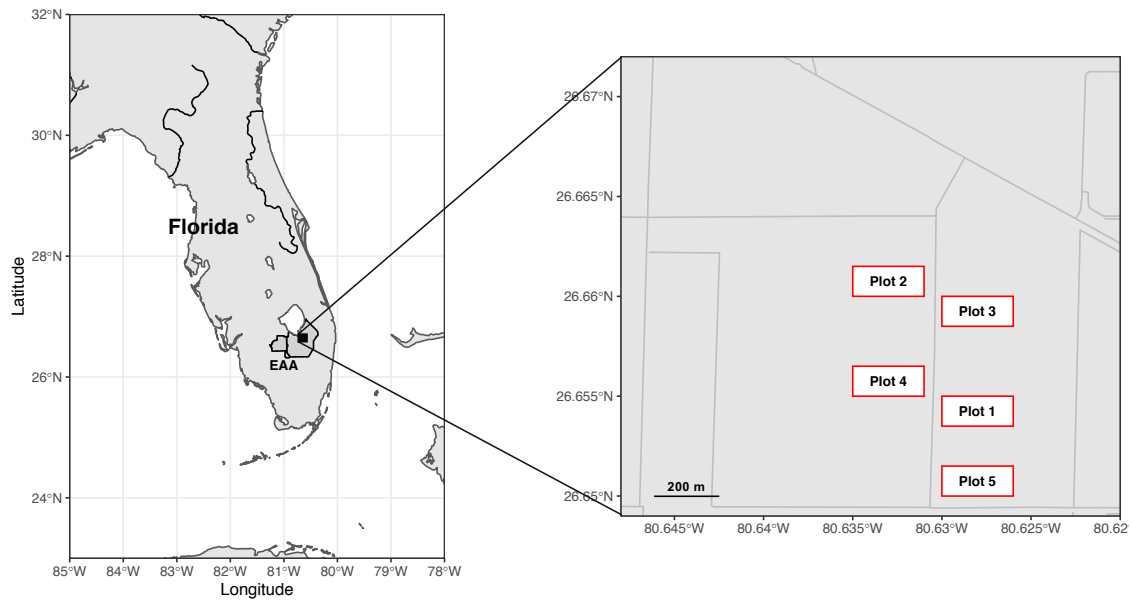 32°N
30°N
28°N
26°N
24°N
Latitude
85°W 84°W 83°W 82°W 81°W 80°W 79°W 78°W
Longitude
Florida
EAA
26.67°N
26.665°N
26.66°N
26.655°N
26.65°N
Plot 2
Plot 3
Plot 4
Plot 1
Plot 5
200 m
80.645°W 80.64°W 80.635°W 80.63°W 80.625°W 80.62°